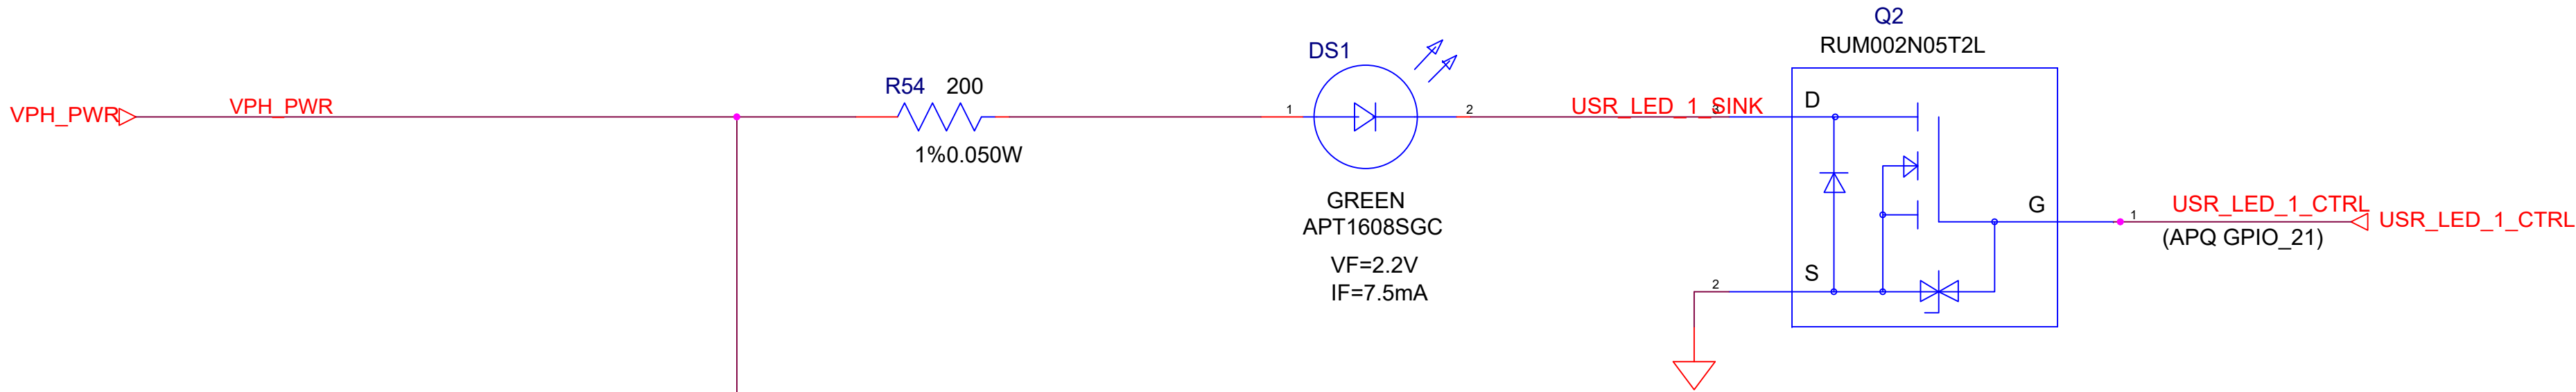 Q2
RUM002N05T2L
DS1
R54 200
VPH_PWR
VPH_PWR
1
2
USR_LED_1_SINK
3
D
1%0.050W
GREEN
APT1608SGC
VF=2.2V
IF=7.5mA
G
1
USR_LED_1_CTRL
USR_LED_1_CTRL
(APQ GPIO_21)
S
2